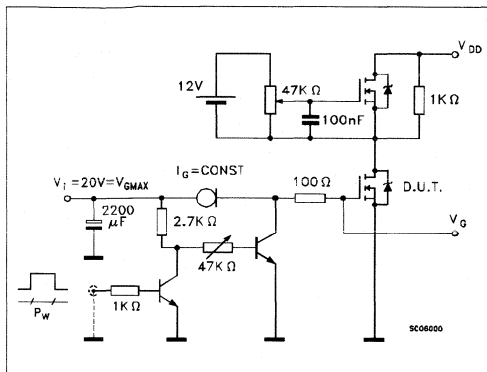 V_DD
12V
47K Ω
100nF
1K Ω
I_G = CONST
V_i = 20V = V_GMAX
100 Ω
D.U.T.
2200 μF
2.7K Ω
V_G
47K Ω
1K Ω
P_W
SC06000